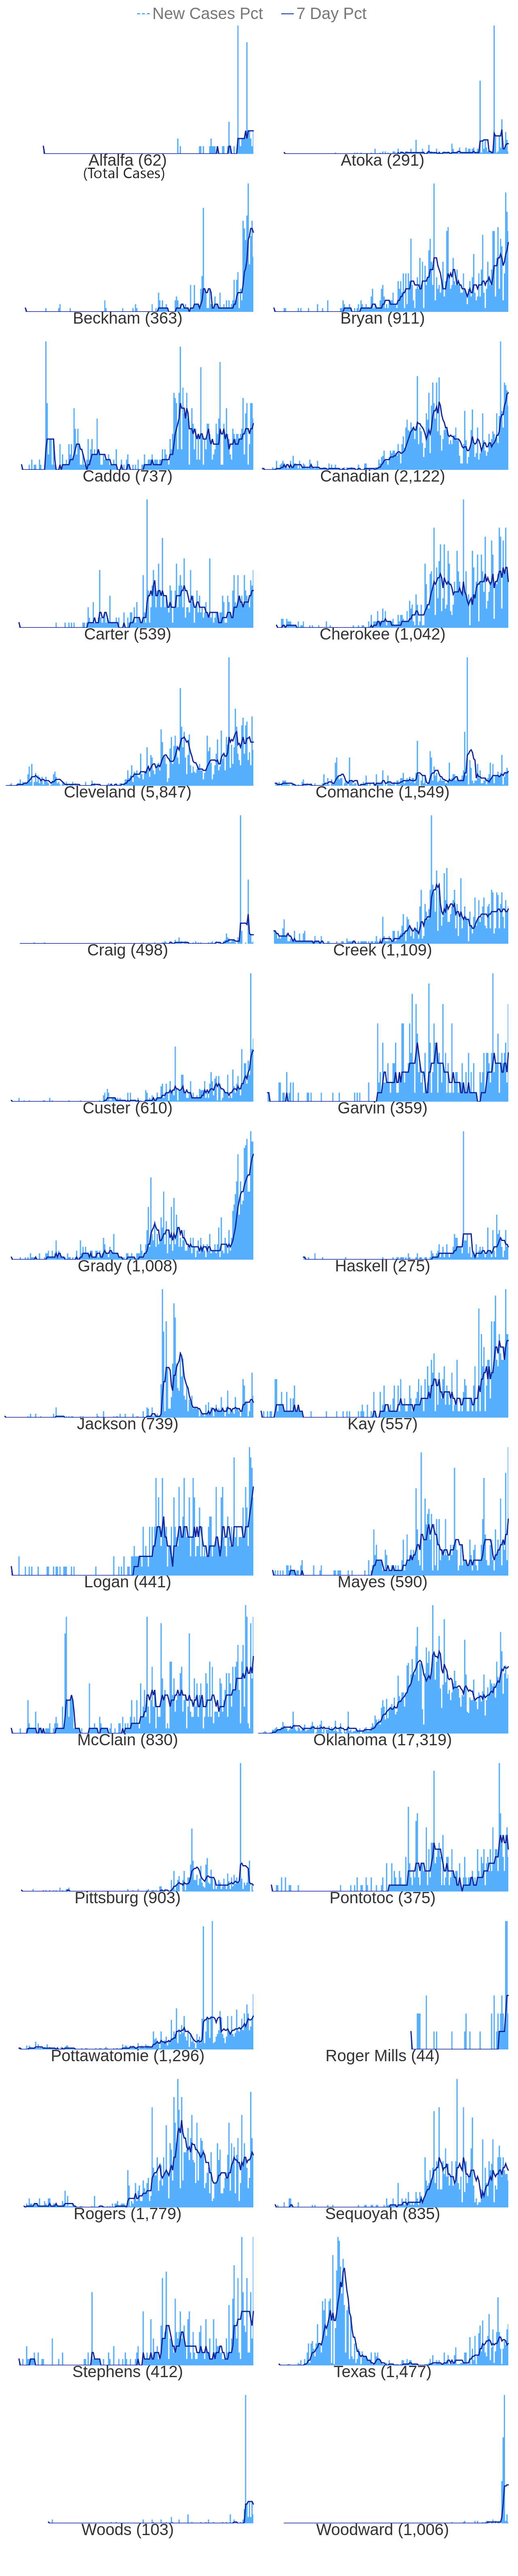 New Cases Pct 7 Day Pct
Alfalfa (62) Atoka (291)
(Total Cases)
Beckham (363) Bryan (911)
Caddo (737) Canadian (2,122)
Carter (539) Cherokee (1,042)
Cleveland (5,847) Comanche (1,549)
Craig (498) Creek (1,109)
Custer (610) Garvin (359)
Grady (1,008) Haskell (275)
Jackson (739) Kay (557)
Logan (441) Mayes (590)
McClain (830) Oklahoma (17,319)
Pittsburg (903) Pontotoc (375)
Pottawatomie (1,296) Roger Mills (44)
Rogers (1,779) Sequoyah (835)
Stephens (412) Texas (1,477)
Woods (103) Woodward (1,006)